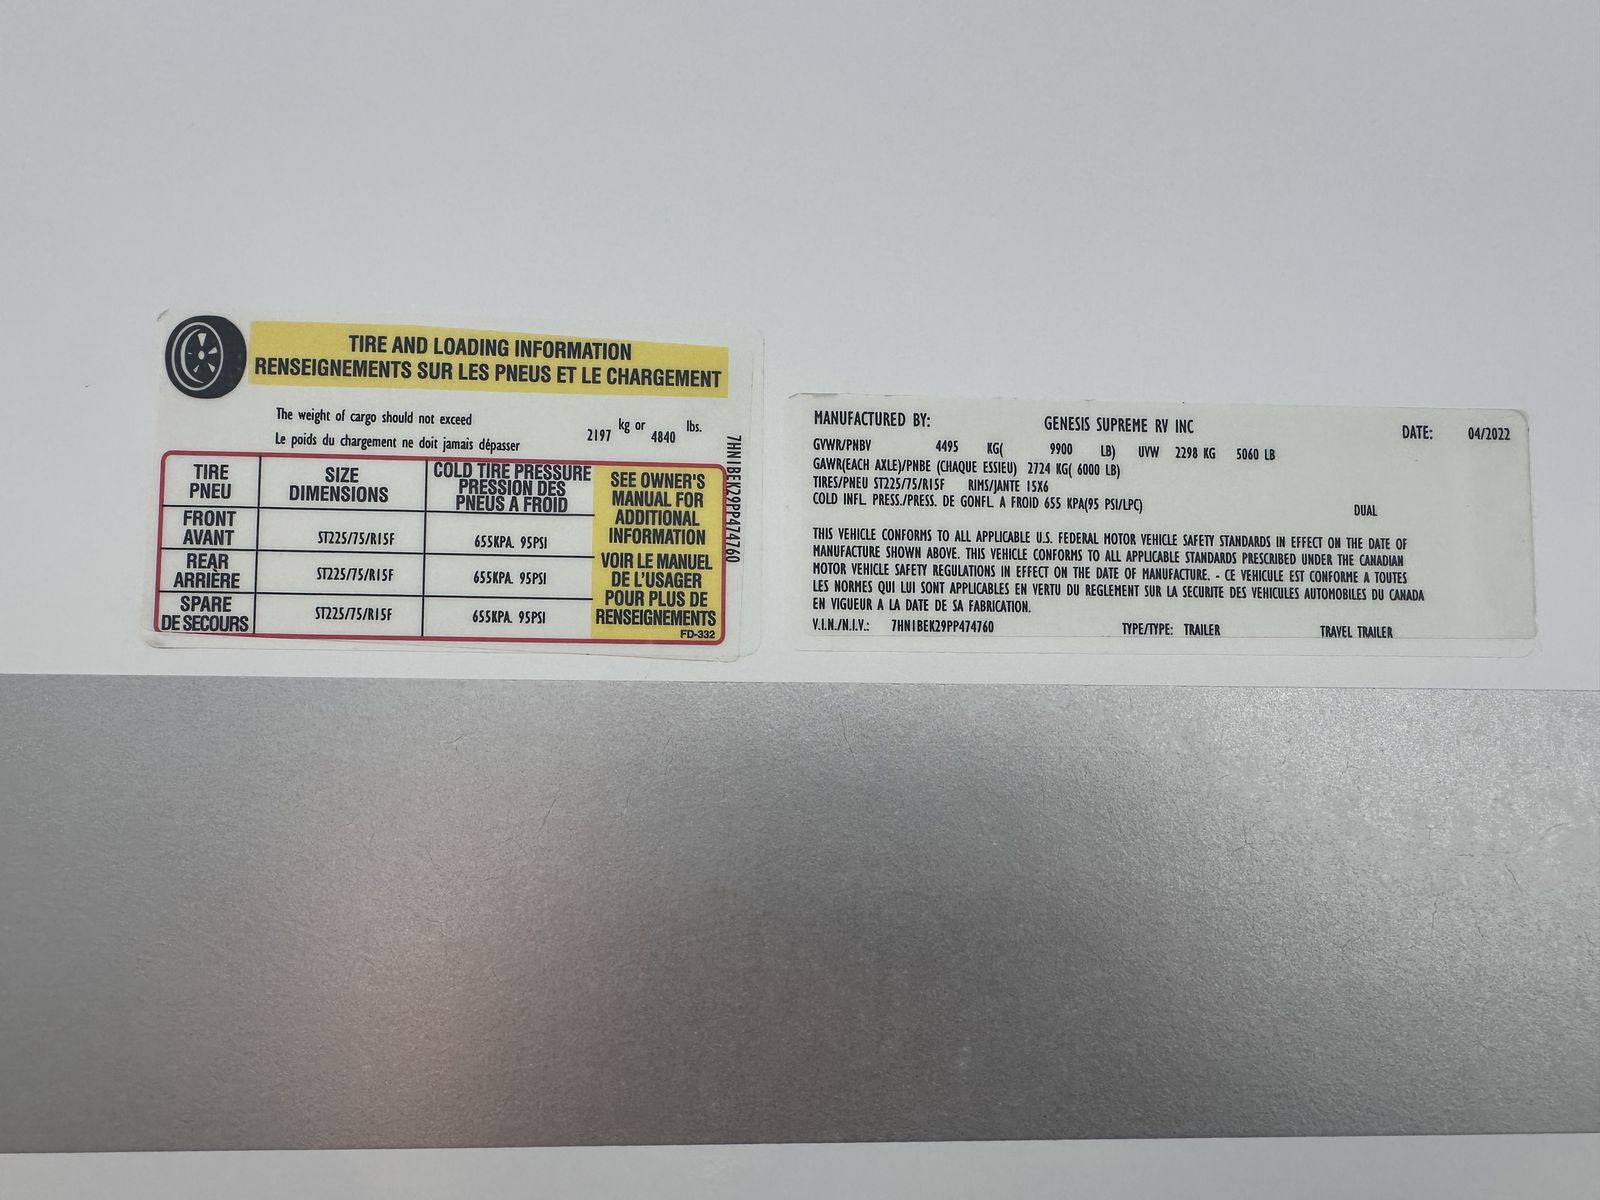 TIRE AND LOADING INFORMATION
RENSEIGNEMENTS SUR LES PNEUS ET LE CHARGEMENT
The weight of cargo should not exceed
Le poids du chargement ne doit jamais dépasser
2197 kg or 4840 lbs.
TIRE PNEU
SIZE DIMENSIONS
COLD TIRE PRESSURE PRESSION DES PNEUS A FROID
FRONT AVANT
ST225/75/R15F
655KPA. 95PSI
REAR ARRIÈRE
ST225/75/R15F
655KPA. 95PSI
SPARE DE SECOURS
ST225/75/R15F
655KPA. 95PSI
SEE OWNER'S
MANUAL FOR
ADDITIONAL
INFORMATION
VOIR LE MANUEL
DE L'USAGER
POUR PLUS DE
RENSEIGNEMENTS
FD-332
7HN1BEK29PP474760
MANUFACTURED BY: GENESIS SUPREME RV INC DATE: 04/2022
GVWR/PNBV 4495 KG( 9900 LB) UVW 2298 KG 5060 LB
GAWR(EACH AXLE)/PNBE (CHAQUE ESSIEU) 2724 KG( 6000 LB)
TIRES/PNEU ST225/75/R15F RIMS/JANTE 15X6
COLD INFL. PRESS./PRESS. DE GONFL. A FROID 655 KPA(95 PSI/LPC) DUAL
THIS VEHICLE CONFORMS TO ALL APPLICABLE U.S. FEDERAL MOTOR VEHICLE SAFETY STANDARDS IN EFFECT ON THE DATE OF
MANUFACTURE SHOWN ABOVE. THIS VEHICLE CONFORMS TO ALL APPLICABLE STANDARDS PRESCRIBED UNDER THE CANADIAN
MOTOR VEHICLE SAFETY REGULATIONS IN EFFECT ON THE DATE OF MANUFACTURE. - CE VEHICULE EST CONFORME A TOUTES
LES NORMES QUI LUI SONT APPLICABLES EN VERTU DU REGLEMENT SUR LA SECURITE DES VEHICULES AUTOMOBILES DU CANADA
EN VIGUEUR A LA DATE DE SA FABRICATION.
V.I.N./N.I.V.: 7HN1BEK29PP474760 TYPE/TYPE: TRAILER TRAVEL TRAILER